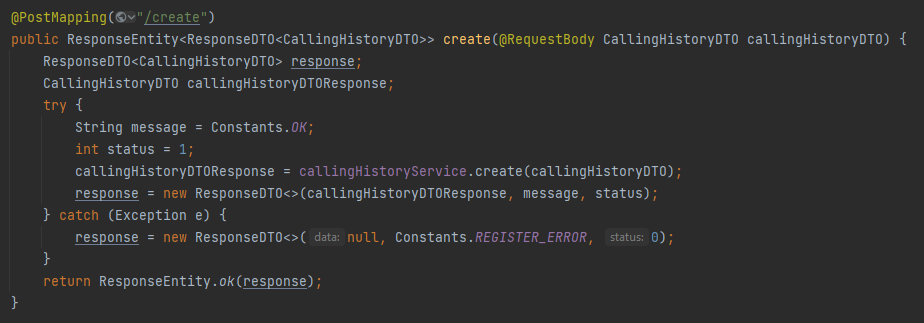 @PostMapping("/create")
public ResponseEntity<ResponseDTO<CallingHistoryDTO>> create(@RequestBody CallingHistoryDTO callingHistoryDTO) {
    ResponseDTO<CallingHistoryDTO> response;
    CallingHistoryDTO callingHistoryDTOResponse;
    try {
        String message = Constants.OK;
        int status = 1;
        callingHistoryDTOResponse = callingHistoryService.create(callingHistoryDTO);
        response = new ResponseDTO<>(callingHistoryDTOResponse, message, status);
    } catch (Exception e) {
        response = new ResponseDTO<>( data: null, Constants.REGISTER_ERROR, status: 0);
    }
    return ResponseEntity.ok(response);
}